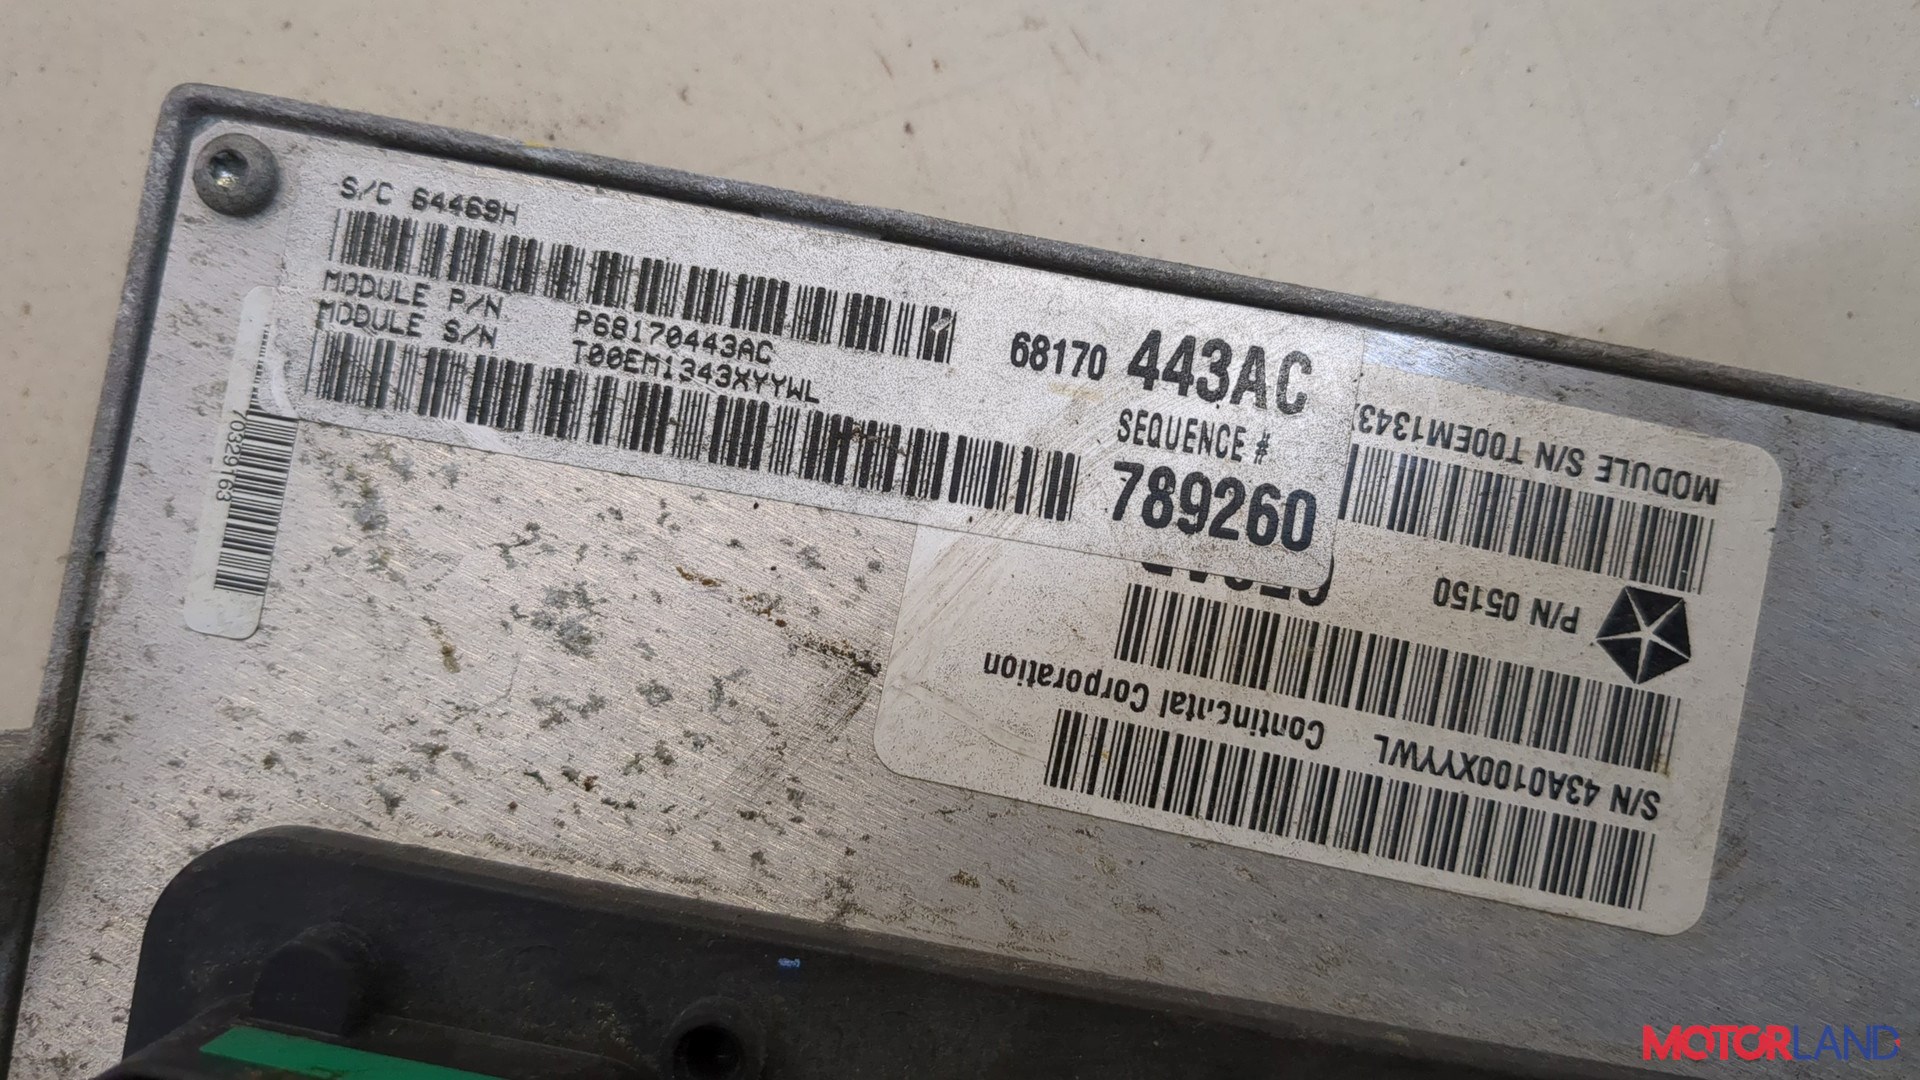 S/C 64469H
MODULE P/N P68170443AC
MODULE S/N T00EM1343XYYWL
68170 443AC
SEQUENCE #
789260
70329163
MODULE S/N T00EM1343
P/N 05150
Continental Corporation
S/N 43A0100XYYWL
MOTORLAND